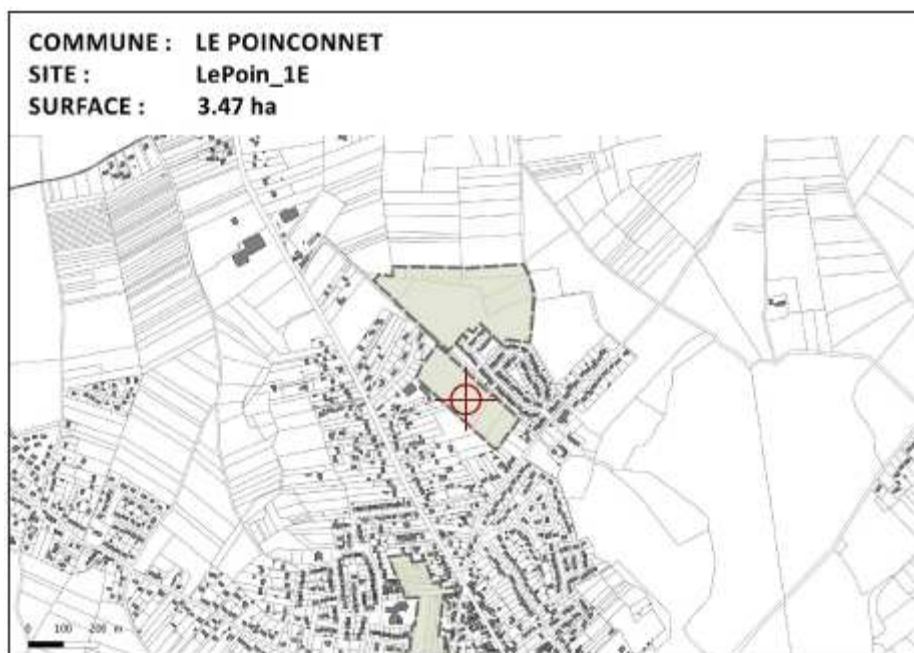 COMMUNE : LE POINCONNET
SITE : LePoin_1E
SURFACE : 3.47 ha
0 100 200 m